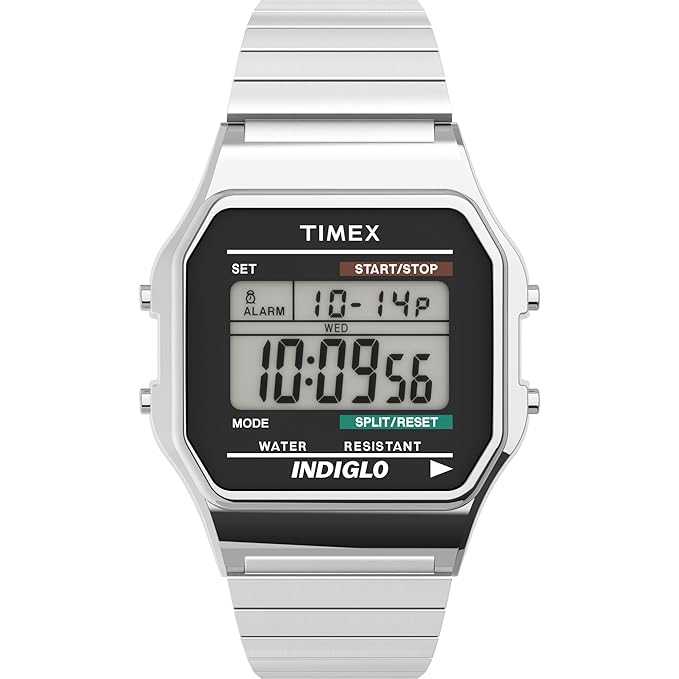 TIMEX
SET START/STOP
ALARM 10-14P
WED
10:09 56
MODE SPLIT/RESET
WATER RESISTANT
INDIGLO